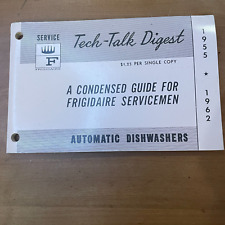 SERVICE
F
Tech-Talk Digest
$1.25 PER SINGLE COPY
A CONDENSED GUIDE FOR
FRIGIDAIRE SERVICEMEN
AUTOMATIC DISHWASHERS
1955 * 1962